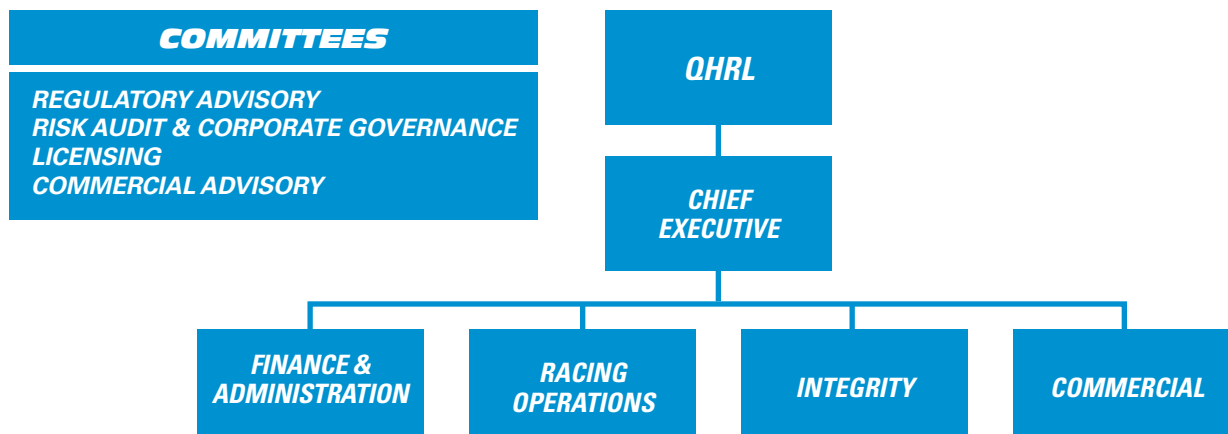 COMMITTEES
REGULATORY ADVISORY
RISK AUDIT & CORPORATE GOVERNANCE
LICENSING
COMMERCIAL ADVISORY
QHRL
CHIEF
EXECUTIVE
FINANCE &
ADMINISTRATION
RACING
OPERATIONS
INTEGRITY
COMMERCIAL